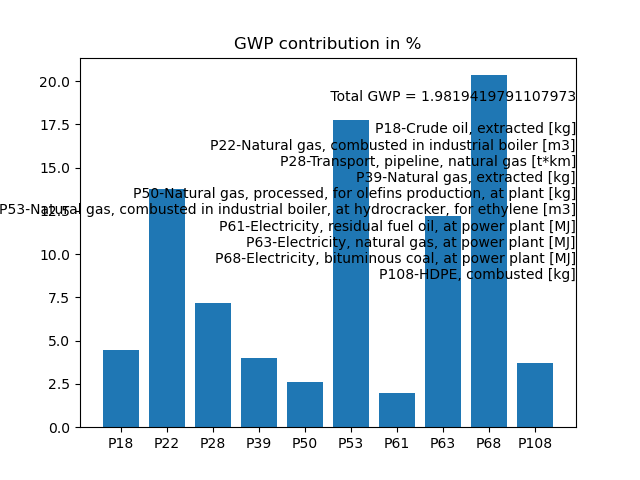 GWP contribution in %
20.0
Total GWP = 1.9819419791107973
17.5
P18-Crude oil, extracted [kg]
P22-Natural gas, combusted in industrial boiler [m3]
15.0
P28-Transport, pipeline, natural gas [t*km]
P39-Natural gas, extracted [kg]
P50-Natural gas, processed, for olefins production, at plant [kg]
12.5
P53-Natural gas, combusted in industrial boiler, at hydrocracker, for ethylene [m3]
P61-Electricity, residual fuel oil, at power plant [MJ]
P63-Electricity, natural gas, at power plant [MJ]
10.0
P68-Electricity, bituminous coal, at power plant [MJ]
P108-HDPE, combusted [kg]
7.5
5.0
2.5
0.0
P18 P22 P28 P39 P50 P53 P61 P63 P68 P108